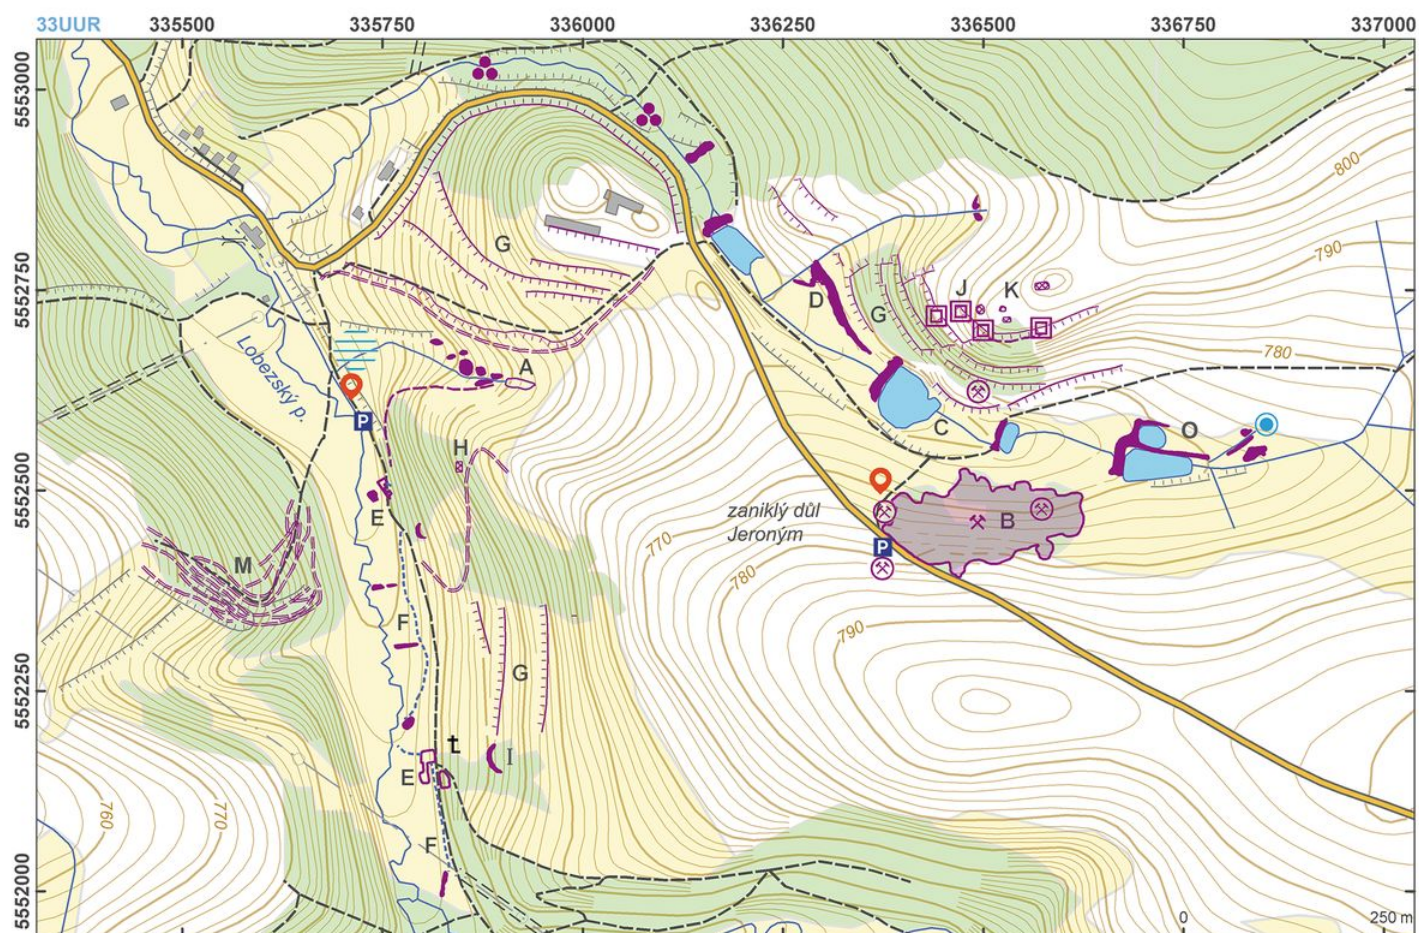 33UUR 335500 335750 336000 336250 336500 336750 337000
5553000
800
790
G
J K
D G
5552750
780
Lobezský p.
A
C
O
H
5552500
zaniklý důl
Jeroným
B
E
770
M
780
F
790
5552250
G
I
E
760
770
F
5552000
0 250 m
P
P